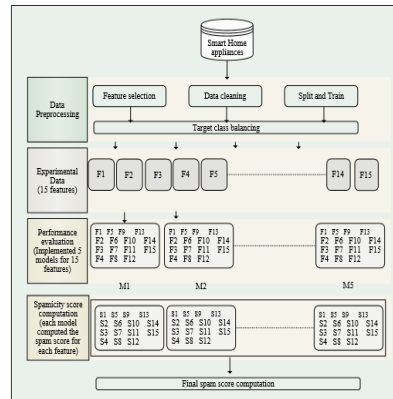 Smart Home
appliances
Data
Preprocessing
Feature selection
Data cleaning
Split and Train
Target class balancing
Experimental
Data
(15 features)
F1
F2
F3
F4
F5
F14
F15
Performance
evaluation
(Implemented 5
models for 15
features)
F1 F5 F9 F13
F2 F6 F10 F14
F3 F7 F11 F15
F4 F8 F12
F1 F5 F9 F13
F2 F6 F10 F14
F3 F7 F11 F15
F4 F8 F12
F1 F5 F9 F13
F2 F6 F10 F14
F3 F7 F11 F15
F4 F8 F12
M1
M2
M5
Spamicity score
computation
(each model
computed the
spam score for
each feature)
S1 S5 S9 S13
S2 S6 S10 S14
S3 S7 S11 S15
S4 S8 S12
S1 S5 S9 S13
S2 S6 S10 S14
S3 S7 S11 S15
S4 S8 S12
S1 S5 S9 S13
S2 S6 S10 S14
S3 S7 S11 S15
S4 S8 S12
Final spam score computation